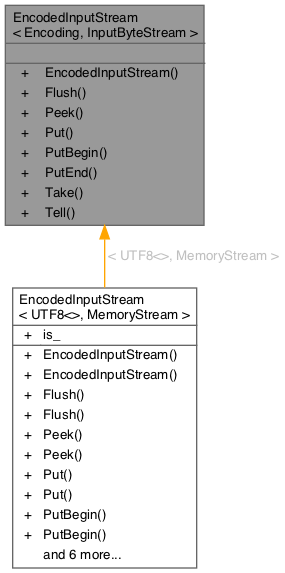 EncodedInputStream
< Encoding, InputByteStream >
+ EncodedInputStream()
+ Flush()
+ Peek()
+ Put()
+ PutBegin()
+ PutEnd()
+ Take()
+ Tell()
< UTF8<>, MemoryStream >
EncodedInputStream
< UTF8<>, MemoryStream >
+ is_
+ EncodedInputStream()
+ EncodedInputStream()
+ Flush()
+ Flush()
+ Peek()
+ Peek()
+ Put()
+ Put()
+ PutBegin()
+ PutBegin()
and 6 more...